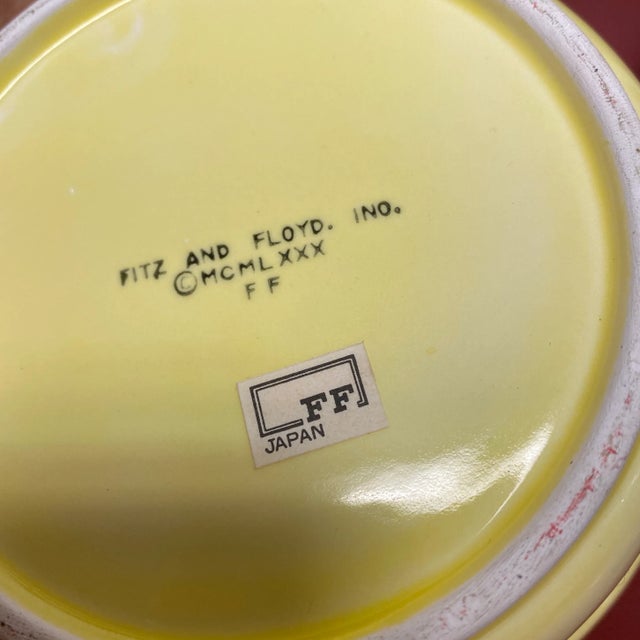 FITZ AND FLOYD. INO.
©MCMLXXX
FF
FF
JAPAN